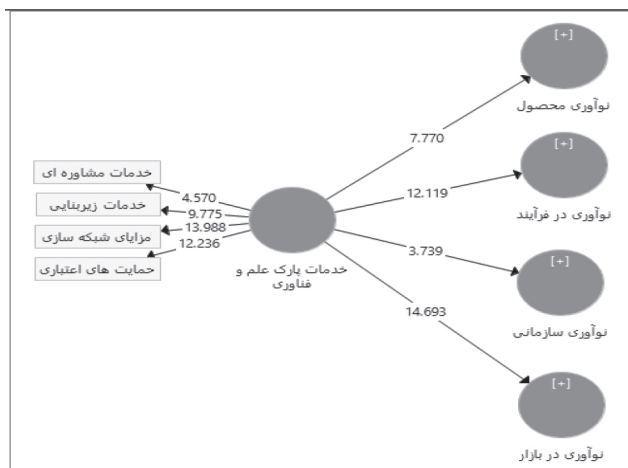 [+]
نوآوری محصول
7.770
[+]
نوآوری در فرآیند
12.119
خدمات مشاوره ای
4.570
خدمات زیربنایی
9.775
مزایای شبکه سازی
13.988
حمایت های اعتباری
12.236
خدمات پارک علم و
فناوری
3.739
[+]
نوآوری سازمانی
14.693
[+]
نوآوری در بازار